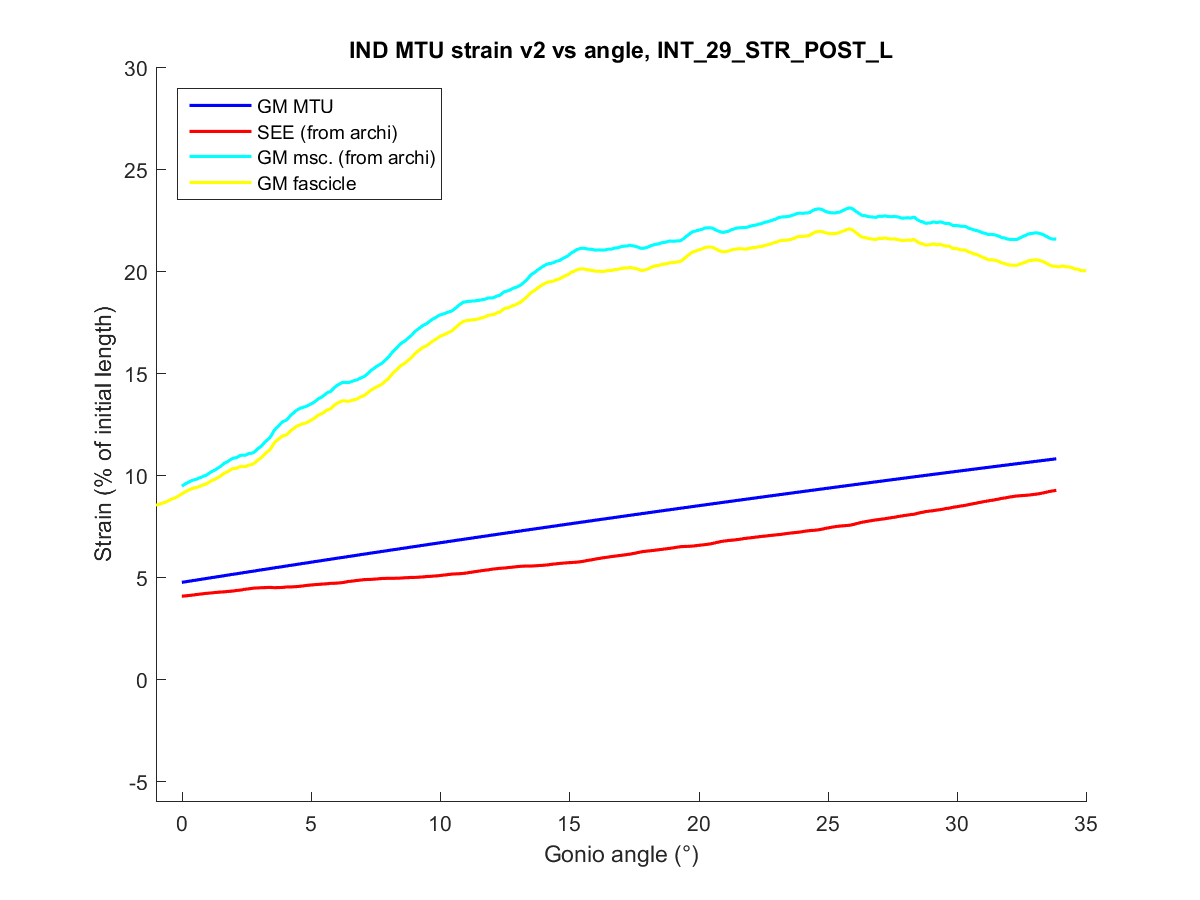 IND MTU strain v2 vs angle, INT_29_STR_POST_L
30
25
20
15
10
5
0
-5
Strain (% of initial length)
GM MTU
SEE (from archi)
GM msc. (from archi)
GM fascicle
0 5 10 15 20 25 30 35
Gonio angle (°)